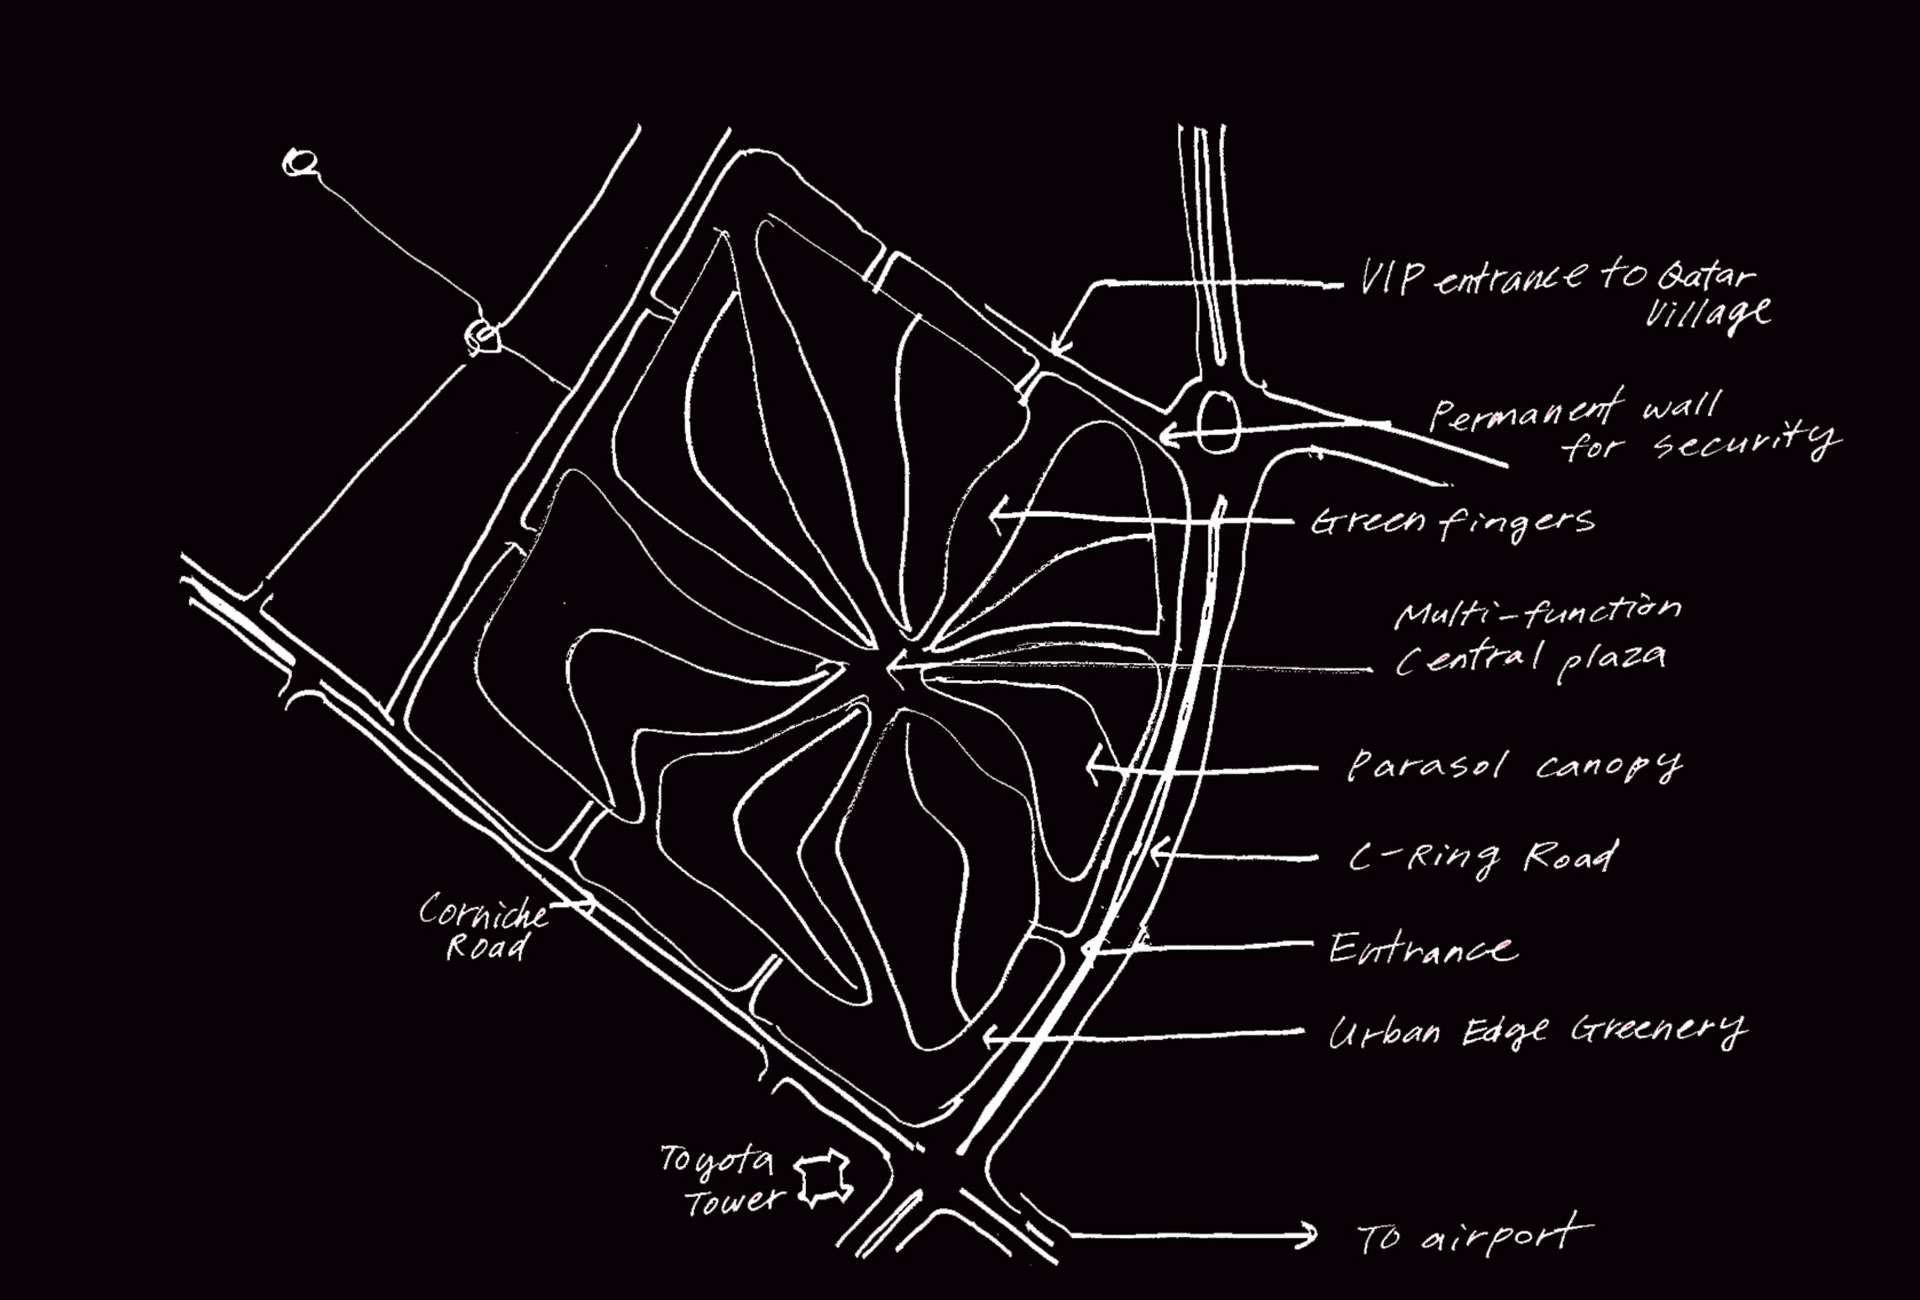 VIP entrance to Qatar
Village
Permanent wall
for security
Green fingers
Multi-function
Central plaza
Parasol canopy
C-Ring Road
Corniche
Road
Entrance
Urban Edge Greenery
Toyota
Tower
To airport